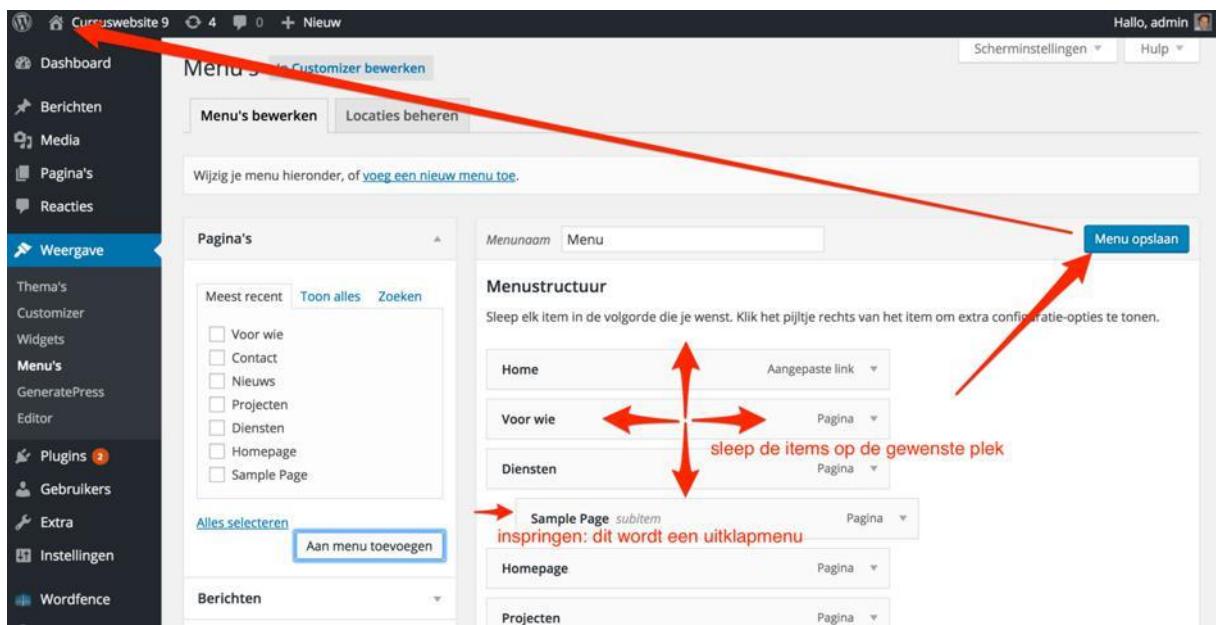 Cursuswebsite 9 4 0 + Nieuw Hallo, admin
Scherminstellingen Hulp
Menu's In Customizer bewerken
Menu's bewerken Locaties beheren
Wijzig je menu hieronder, of voeg een nieuw menu toe.
Dashboard
Berichten
Media
Pagina's
Reacties
Weergave
Thema's
Customizer
Widgets
Menu's
GeneratePress
Editor
Plugins 2
Gebruikers
Extra
Instellingen
Wordfence
Pagina's
Meest recent Toon alles Zoeken
Voor wie
Contact
Nieuws
Projecten
Diensten
Homepage
Sample Page
Alles selecteren
Aan menu toevoegen
Berichten
Menunaam Menu Menu opslaan
Menustructuur
Sleep elk item in de volgorde die je wenst. Klik het pijltje rechts van het item om extra configuratie-opties te tonen.
Home Aangepaste link
Voor wie Pagina
sleep de items op de gewenste plek
Diensten Pagina
Sample Page subitem Pagina
inspringen: dit wordt een uitklapmenu
Homepage Pagina
Projecten Pagina